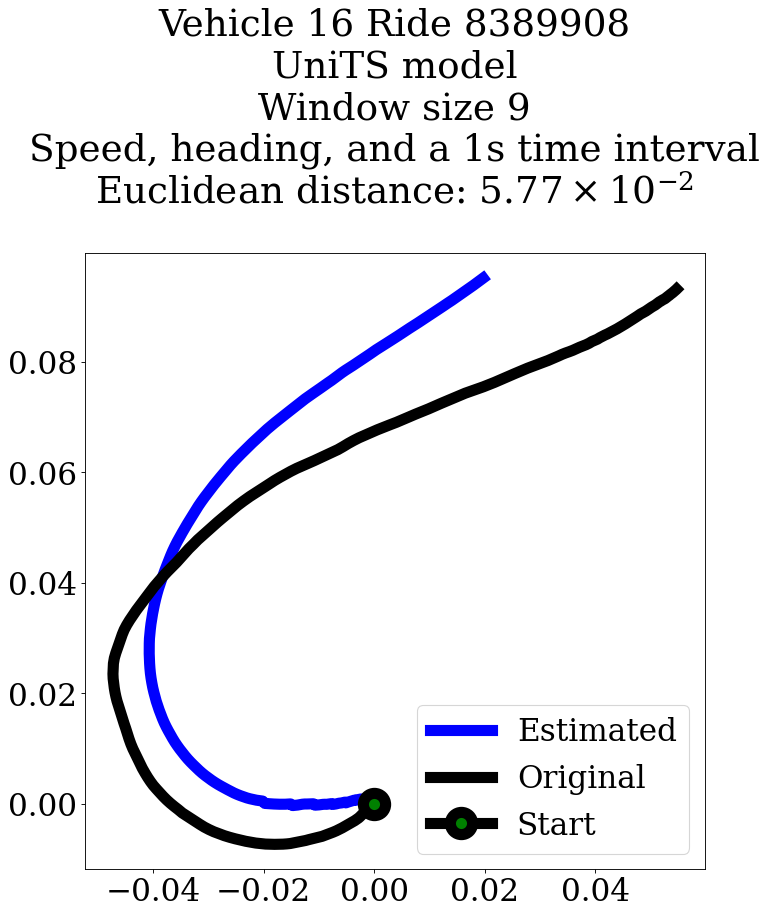 Vehicle 16 Ride 8389908
UniTS model
Window size 9
Speed, heading, and a 1s time interval
Euclidean distance: 5.77 × 10⁻²
0.08
0.06
0.04
0.02
0.00
Estimated
Original
Start
−0.04 −0.02 0.00 0.02 0.04